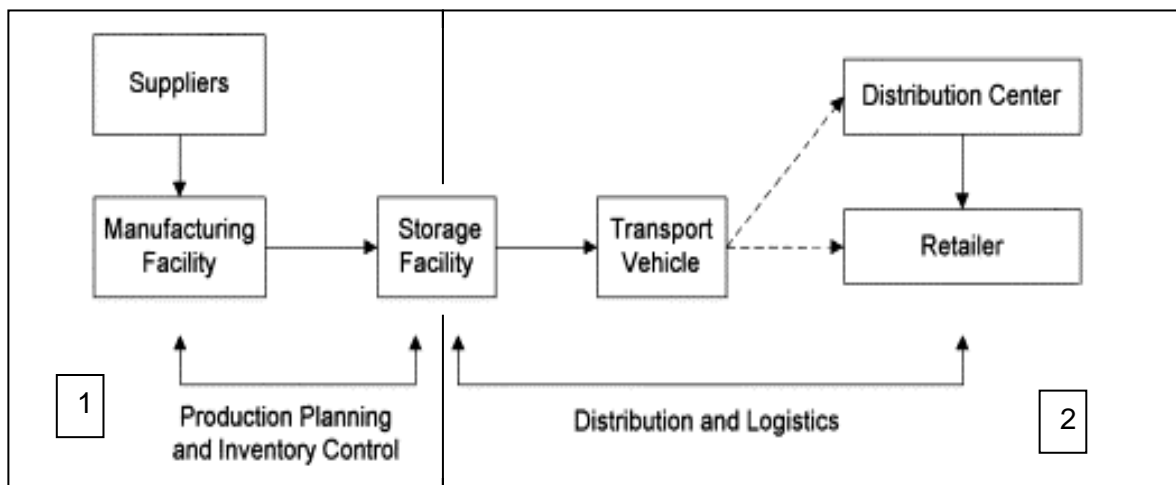 Suppliers
Distribution Center
Manufacturing
Facility
Storage
Facility
Transport
Vehicle
Retailer
1
Production Planning
and Inventory Control
Distribution and Logistics
2